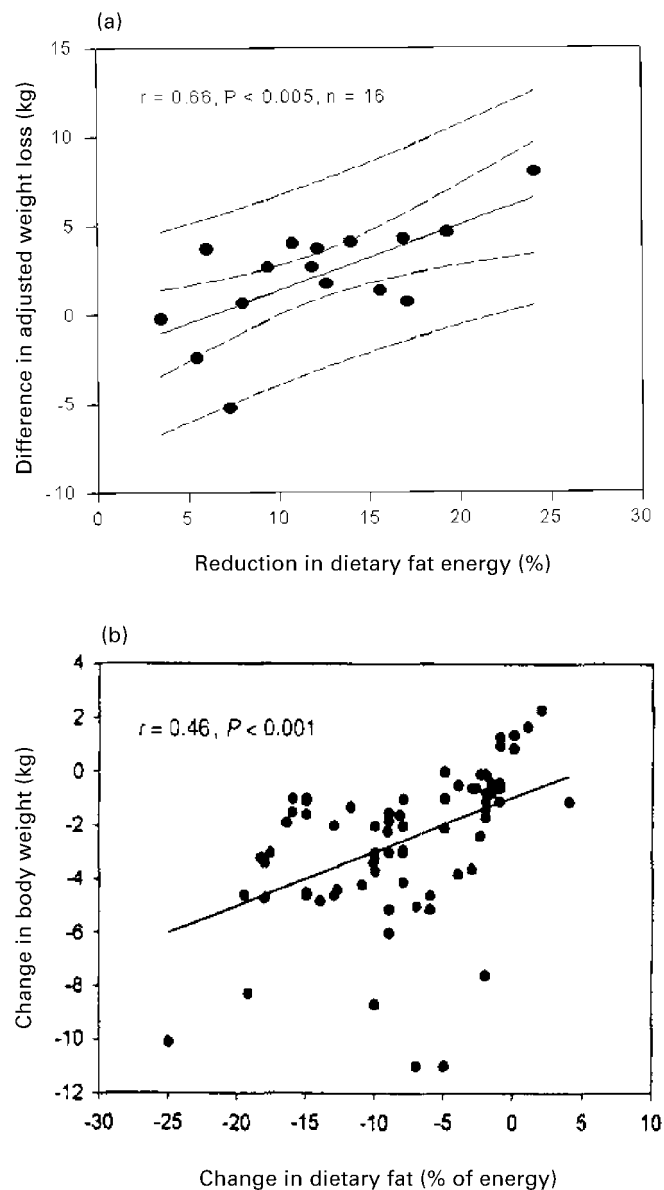 (a)
15
10
5
0
-5
-10
Difference in adjusted weight loss (kg)
r = 0.66, P < 0.005, n = 16
0 5 10 15 20 25 30
Reduction in dietary fat energy (%)
(b)
4
2
0
-2
-4
-6
-8
-10
-12
Change in body weight (kg)
r = 0.46, P < 0.001
-30 -25 -20 -15 -10 -5 0 5 10
Change in dietary fat (% of energy)